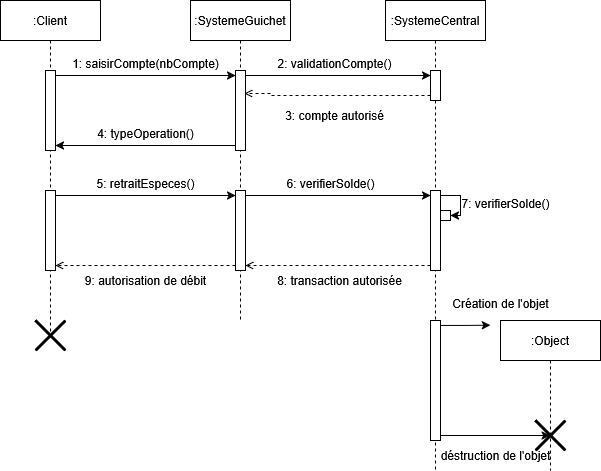 :Client
:SystemeGuichet
:SystemeCentral
1: saisirCompte(nbCompte)
2: validationCompte()
3: compte autorisé
4: typeOperation()
5: retraitEspeces()
6: verifierSolde()
7: verifierSolde()
9: autorisation de débit
8: transaction autorisée
Création de l'objet
:Object
déstruction de l'objet